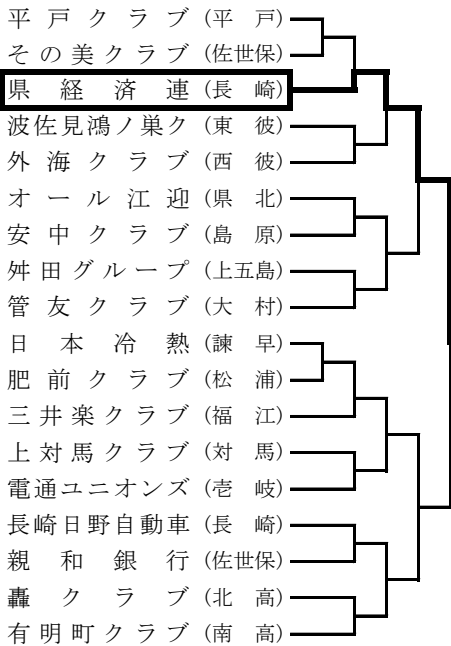 平戸クラブ(平戸)
その美クラブ(佐世保)
県経済連(長崎)
波佐見鴻ノ巣ク(東彼)
外海クラブ(西彼)
オール江迎(県北)
安中クラブ(島原)
舛田グループ(上五島)
管友クラブ(大村)
日本冷熱(諫早)
肥前クラブ(松浦)
三井楽クラブ(福江)
上対馬クラブ(対馬)
電通ユニオンズ(壱岐)
長崎日野自動車(長崎)
親和銀行(佐世保)
轟クラブ(北高)
有明町クラブ(南高)